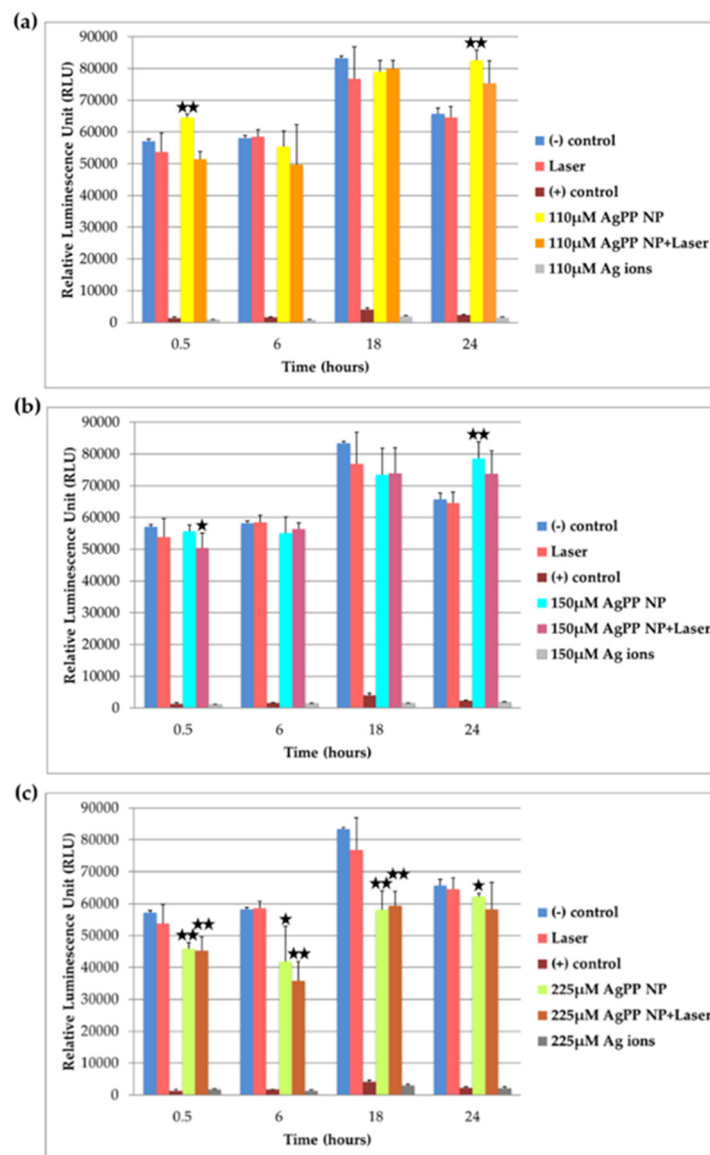 (a)
90000
80000
70000
60000
50000
40000
30000
20000
10000
0
Relative Luminescence Unit (RLU)
★★
★★
0.5 6 18 24
Time (hours)
(-) control
Laser
(+) control
110µM AgPP NP
110µM AgPP NP+Laser
110µM Ag ions
(b)
90000
80000
70000
60000
50000
40000
30000
20000
10000
0
Relative Luminescence Unit (RLU)
★
★★
0.5 6 18 24
Time (hours)
(-) control
Laser
(+) control
150µM AgPP NP
150µM AgPP NP+Laser
150µM Ag ions
(c)
90000
80000
70000
60000
50000
40000
30000
20000
10000
0
Relative Luminescence Unit (RLU)
★★ ★★
★ ★★
★★ ★★
★
0.5 6 18 24
Time (hours)
(-) control
Laser
(+) control
225µM AgPP NP
225µM AgPP NP+Laser
225µM Ag ions